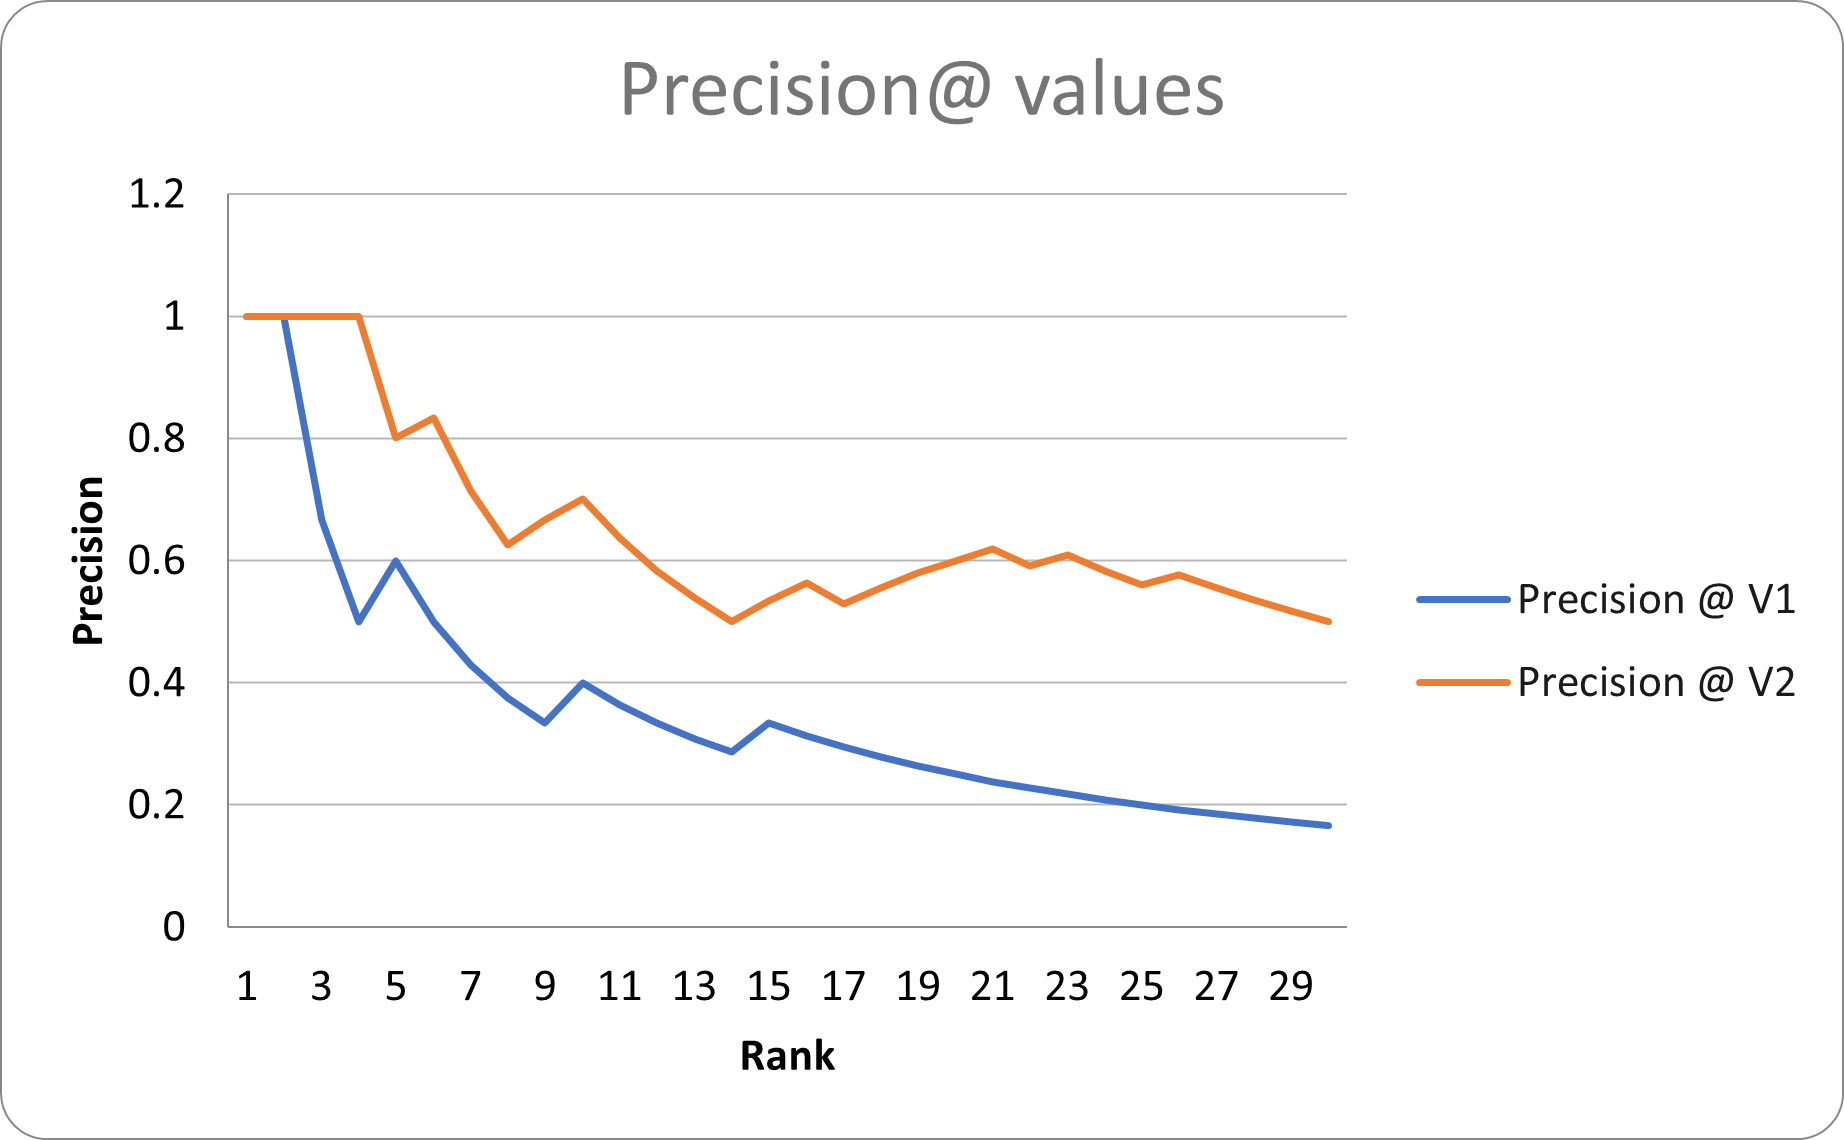 Precision@ values
1.2
1
0.8
0.6
0.4
0.2
0
Precision
1 3 5 7 9 11 13 15 17 19 21 23 25 27 29
Rank
Precision @ V1
Precision @ V2